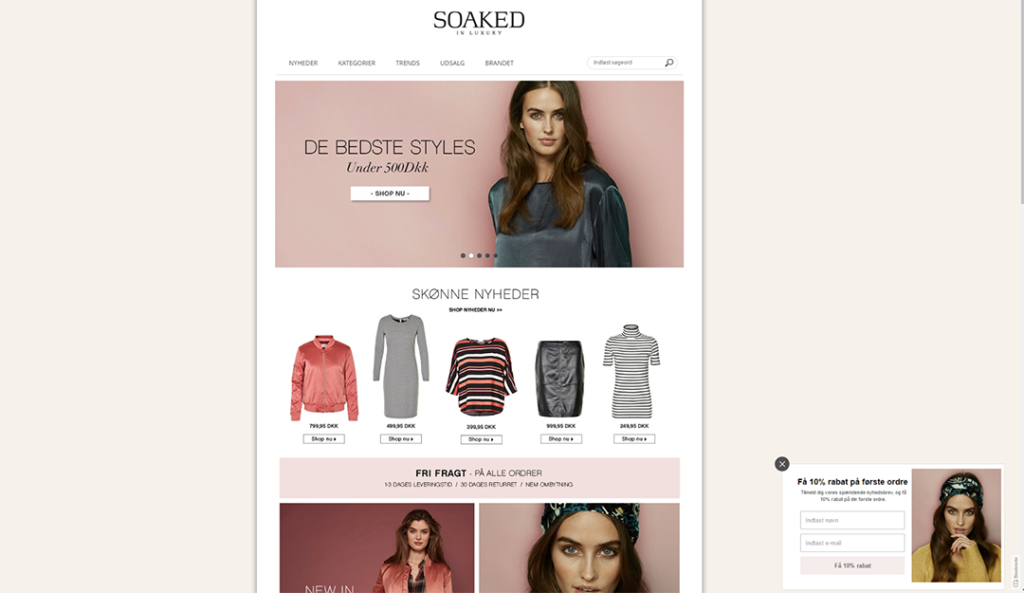 SOAKED
IN LUXURY
NYHEDER KATEGORIER TRENDS UDSALG BRANDET
Indtast søgeord
DE BEDSTE STYLES
Under 500Dkk
- SHOP NU -
SKØNNE NYHEDER
SHOP NYHEDER NU >>
799,95 DKK 499,95 DKK 399,95 DKK 999,95 DKK 249,95 DKK
Shop nu Shop nu Shop nu Shop nu Shop nu
FRI FRAGT - PÅ ALLE ORDRER
1-3 DAGES LEVERINGSTID / 30 DAGES RETURRET / NEM OMBYTNING
NEW IN
Få 10% rabat på første ordre
Tilmeld dig vores spændende nyhedsbrev, og få
10% rabat på din første ordre.
Indtast navn
Indtast e-mail
Få 10% rabat